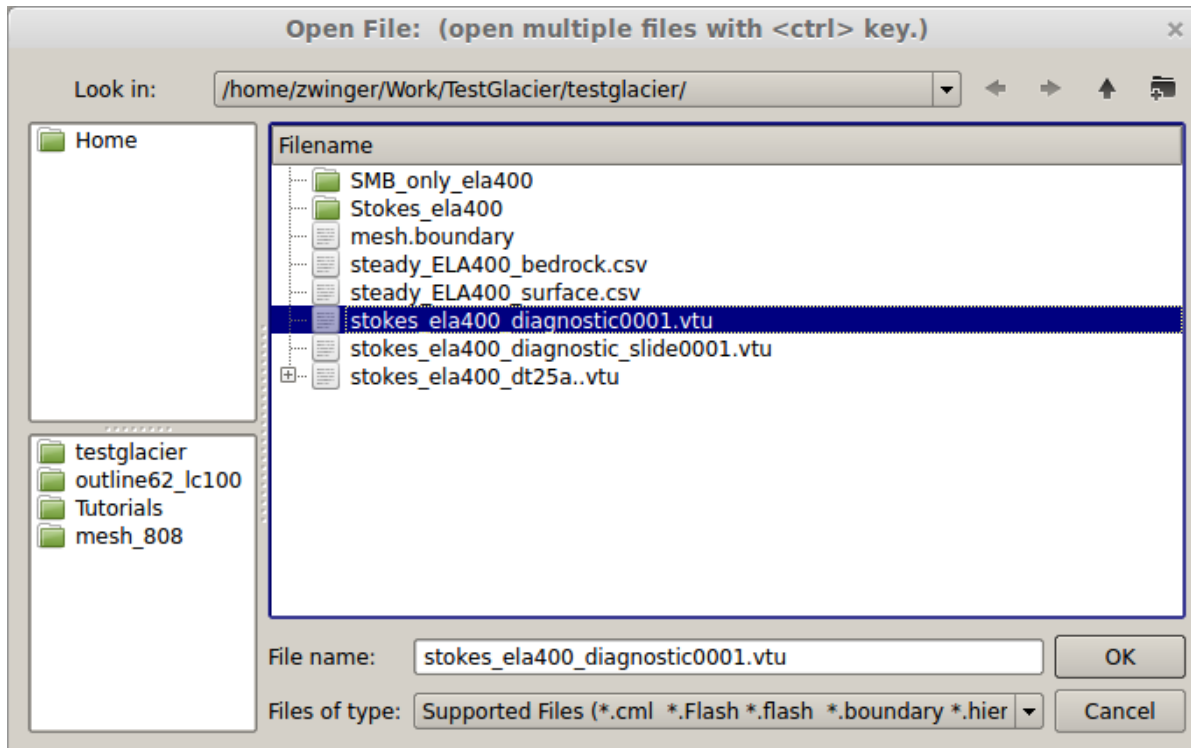 Open File:  (open multiple files with <ctrl> key.)
Look in: /home/zwinger/Work/TestGlacier/testglacier/
Home
Filename
SMB_only_ela400
Stokes_ela400
mesh.boundary
steady_ELA400_bedrock.csv
steady_ELA400_surface.csv
stokes_ela400_diagnostic0001.vtu
stokes_ela400_diagnostic_slide0001.vtu
stokes_ela400_dt25a..vtu
testglacier
outline62_lc100
Tutorials
mesh_808
File name: stokes_ela400_diagnostic0001.vtu OK
Files of type: Supported Files (*.cml  *.Flash *.flash  *.boundary *.hier Cancel